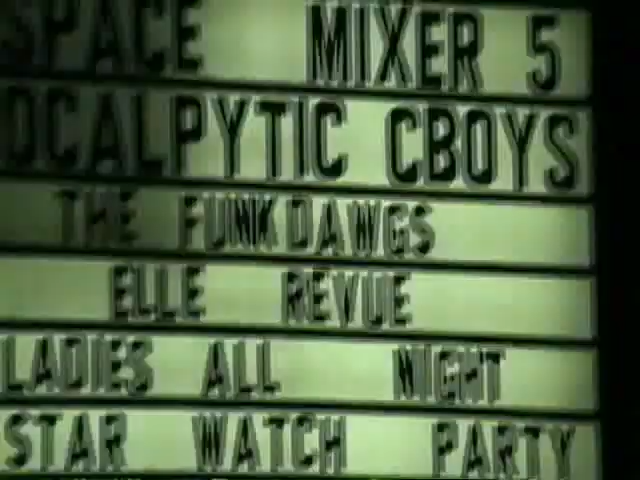 SPACE MIXER 5
OCALPYTIC CBOYS
THE FUNKDAWGS
ELLE REVUE
LADIES ALL NIGHT
STAR WATCH PARTY